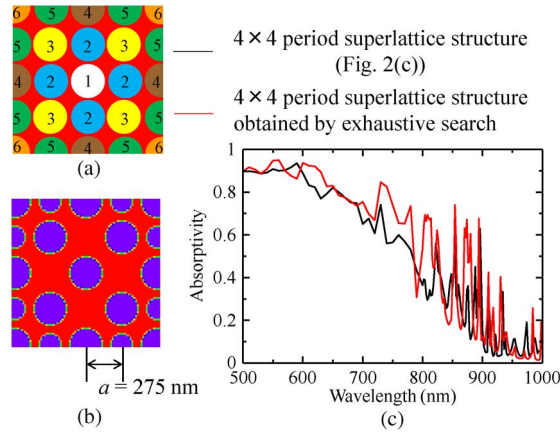 6 5 4 5 6
5 3 2 3 5
4 2 1 2 4
5 3 2 3 5
6 5 4 5 6
(a)
4 × 4 period superlattice structure
(Fig. 2(c))
4 × 4 period superlattice structure
obtained by exhaustive search
a = 275 nm
(b)
Absorptivity
1
0.8
0.6
0.4
0.2
0
500 600 700 800 900 1000
Wavelength (nm)
(c)